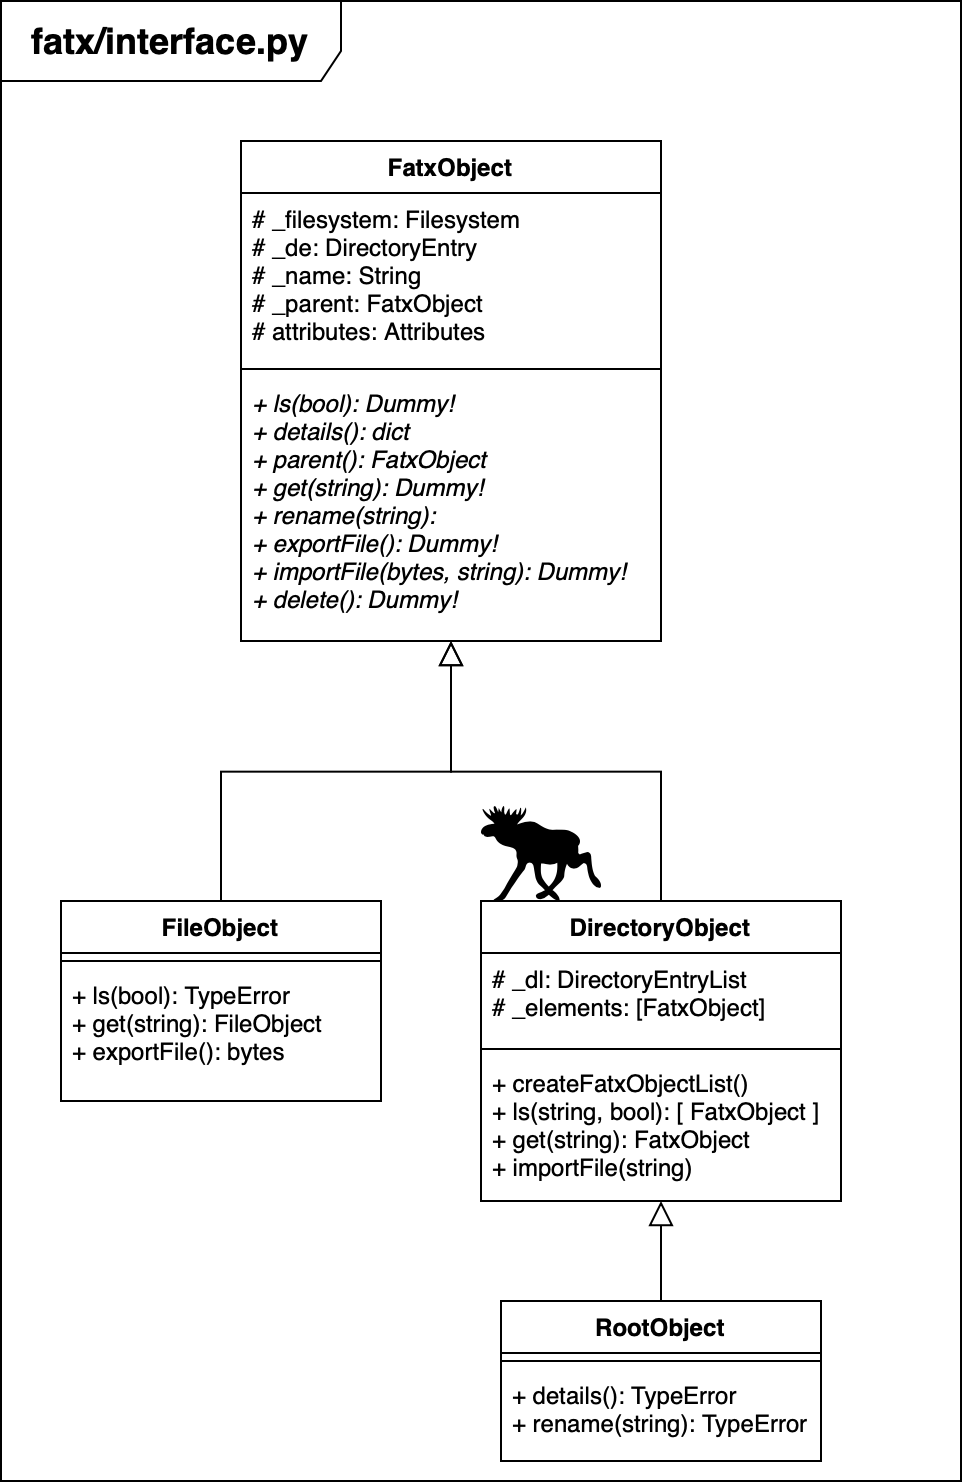 fatx/interface.py
FatxObject
# _filesystem: Filesystem
# _de: DirectoryEntry
# _name: String
# _parent: FatxObject
# attributes: Attributes
+ ls(bool): Dummy!
+ details(): dict
+ parent(): FatxObject
+ get(string): Dummy!
+ rename(string):
+ exportFile(): Dummy!
+ importFile(bytes, string): Dummy!
+ delete(): Dummy!
FileObject
+ ls(bool): TypeError
+ get(string): FileObject
+ exportFile(): bytes
DirectoryObject
# _dl: DirectoryEntryList
# _elements: [FatxObject]
+ createFatxObjectList()
+ ls(string, bool): [ FatxObject ]
+ get(string): FatxObject
+ importFile(string)
RootObject
+ details(): TypeError
+ rename(string): TypeError